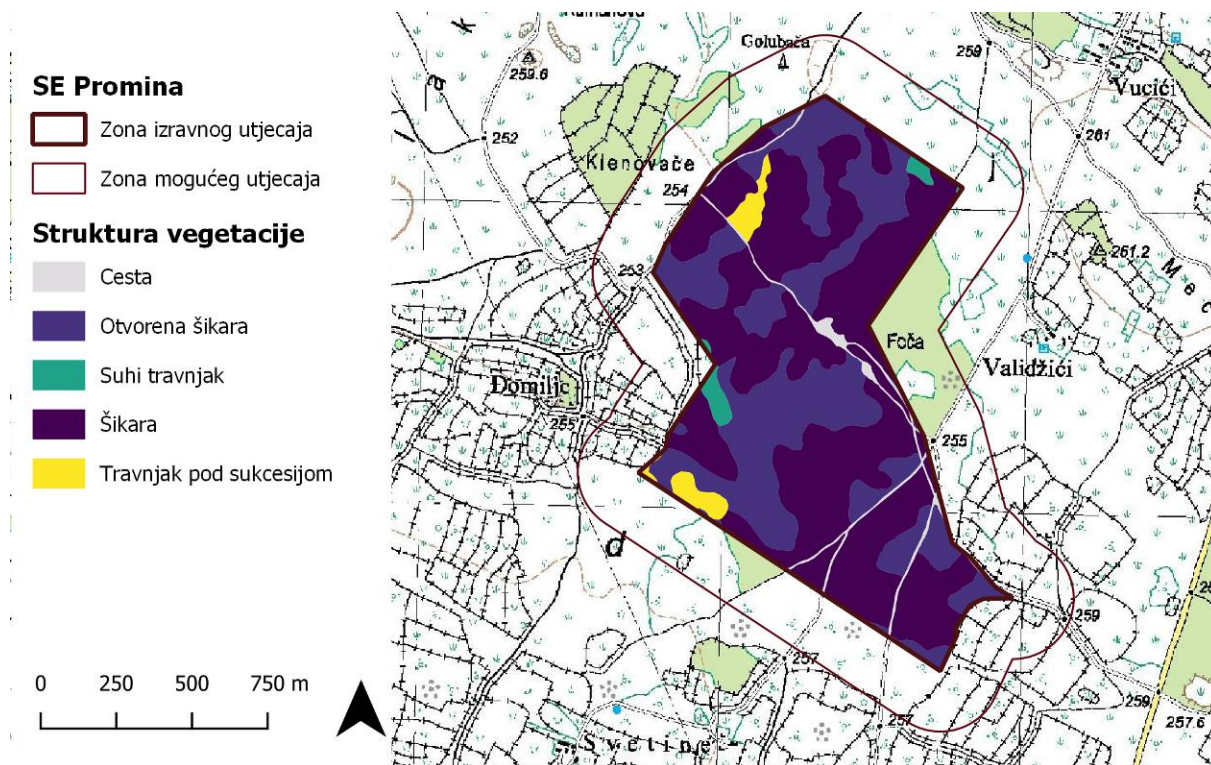 SE Promina
Zona izravnog utjecaja
Zona mogućeg utjecaja
Struktura vegetacije
Cesta
Otvorena šikara
Suhi travnjak
Šikara
Travnjak pod sukcesijom
0 250 500 750 m
k
a
259.6
Golubača
259
Vucići
252
261
Klenovače
254
j
261.2
M e
253
Foča
Validžići
Đomiljc
255
255
d
259
257
259
257.6
257
S v e t i n j e